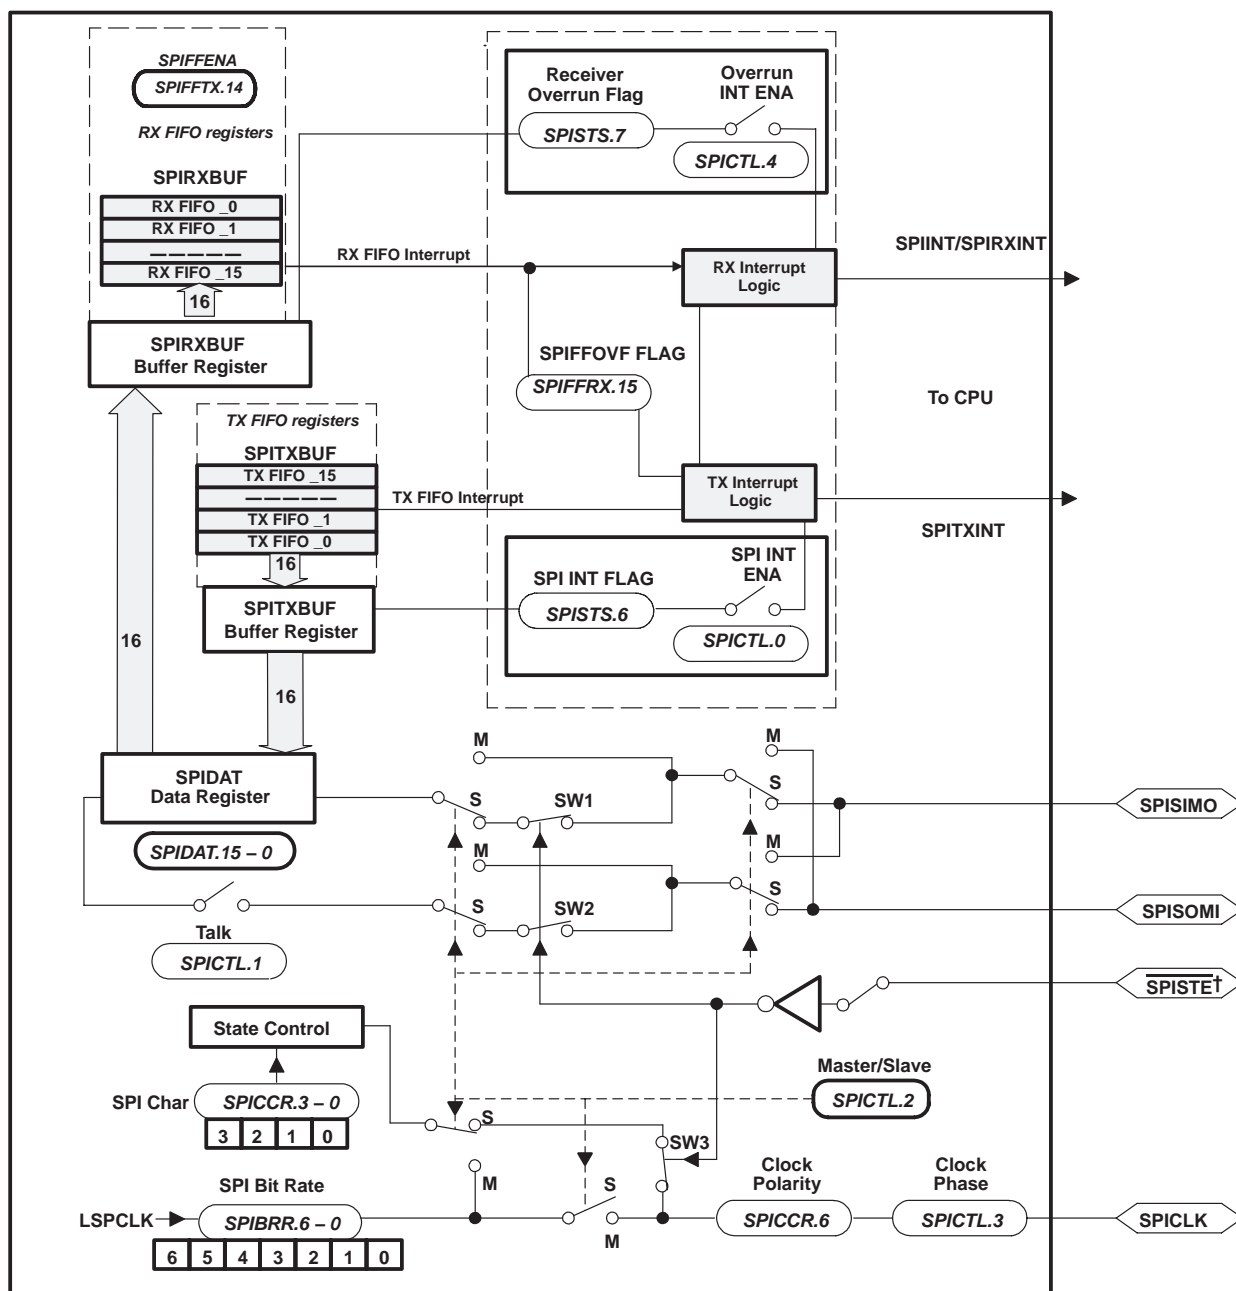 SPIFFENA
SPIFFTX.14
RX FIFO registers
SPIRXBUF
RX FIFO _0
RX FIFO _1
— — — — —
RX FIFO _15
16
SPIRXBUF
Buffer Register
Receiver
Overrun Flag
SPISTS.7
Overrun
INT ENA
SPICTL.4
RX FIFO Interrupt
RX Interrupt
Logic
SPIINT/SPIRXINT
SPIFFOVF FLAG
SPIFFRX.15
To CPU
TX FIFO registers
SPITXBUF
TX FIFO _15
— — — — —
TX FIFO _1
TX FIFO _0
16
TX FIFO Interrupt
TX Interrupt
Logic
SPITXINT
SPITXBUF
Buffer Register
SPI INT FLAG
SPISTS.6
SPI INT
ENA
SPICTL.0
16
16
SPIDAT
Data Register
SPIDAT.15 – 0
M
S
SW1
M
S
SPISIMO
M
S
SW2
M
S
SPISOMI
Talk
SPICTL.1
SPISTE†
State Control
Master/Slave
SPICTL.2
SPI Char
SPICCR.3 – 0
3 2 1 0
S
M
SW3
SPI Bit Rate
LSPCLK
SPIBRR.6 – 0
6 5 4 3 2 1 0
S
M
Clock
Polarity
SPICCR.6
Clock
Phase
SPICTL.3
SPICLK